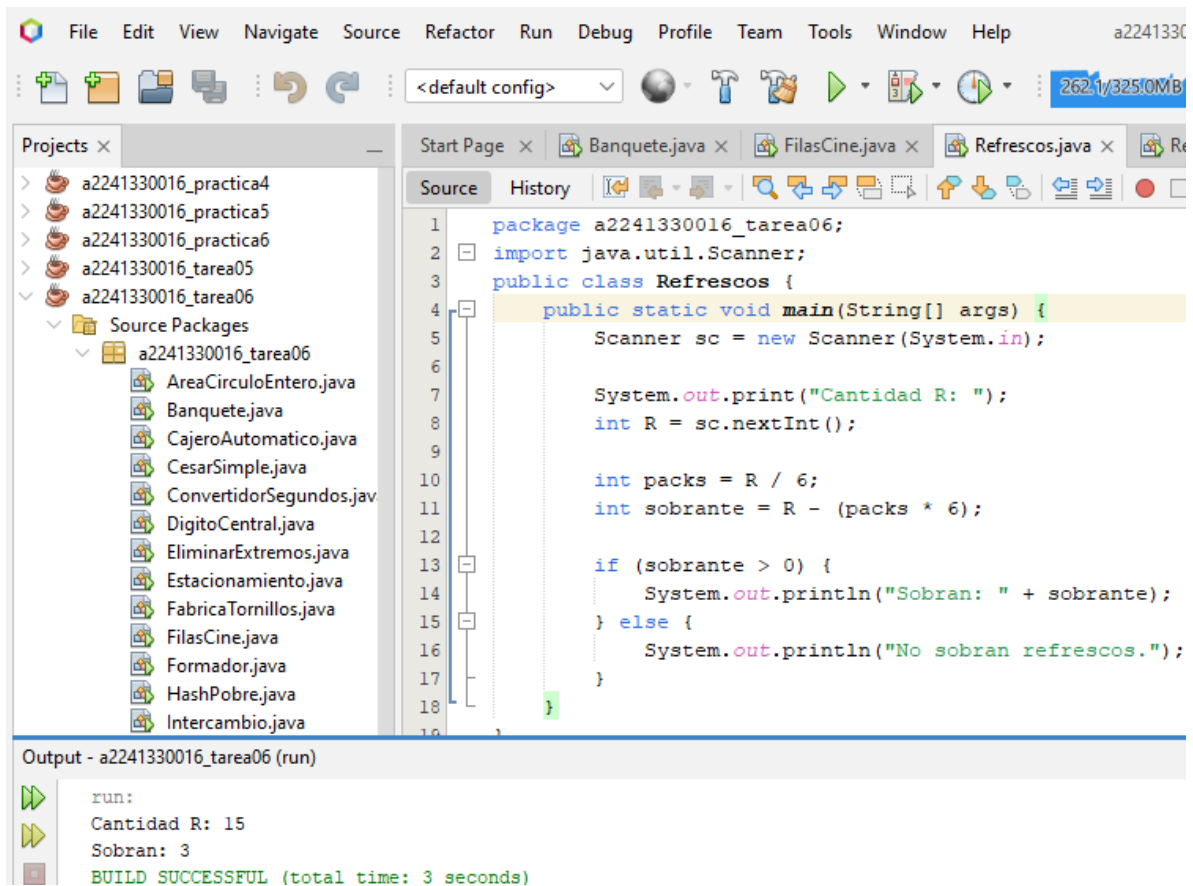 File Edit View Navigate Source Refactor Run Debug Profile Team Tools Window Help a2241330
<default config> 262.1/325.0MB
Projects
Start Page Banquete.java FilasCine.java Refrescos.java Re
Source History
a2241330016_practica4
a2241330016_practica5
a2241330016_practica6
a2241330016_tarea05
a2241330016_tarea06
Source Packages
a2241330016_tarea06
AreaCirculoEntero.java
Banquete.java
CajeroAutomatico.java
CesarSimple.java
ConvertidorSegundos.jav
DigitoCentral.java
EliminarExtremos.java
Estacionamiento.java
FabricaTornillos.java
FilasCine.java
Formador.java
HashPobre.java
Intercambio.java
1 package a2241330016_tarea06;
2 import java.util.Scanner;
3 public class Refrescos {
4 public static void main(String[] args) {
5 Scanner sc = new Scanner(System.in);
6
7 System.out.print("Cantidad R: ");
8 int R = sc.nextInt();
9
10 int packs = R / 6;
11 int sobrante = R - (packs * 6);
12
13 if (sobrante > 0) {
14 System.out.println("Sobran: " + sobrante);
15 } else {
16 System.out.println("No sobran refrescos.");
17 }
18 }
19 }
Output - a2241330016_tarea06 (run)
run:
Cantidad R: 15
Sobran: 3
BUILD SUCCESSFUL (total time: 3 seconds)